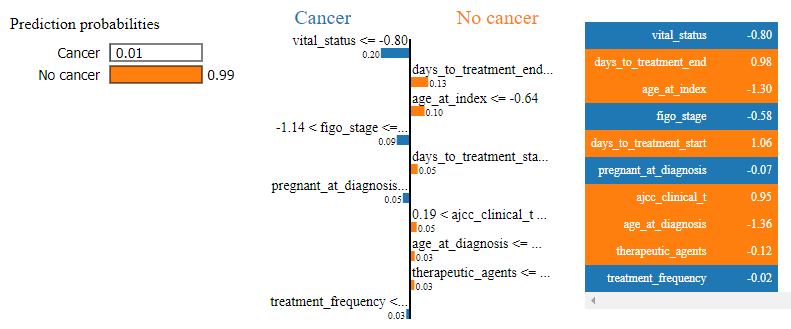 Prediction probabilities
Cancer 0.01
No cancer 0.99
Cancer
No cancer
vital_status <= -0.80
0.20
days_to_treatment_end...
0.13
age_at_index <= -0.64
0.10
-1.14 < figo_stage <=...
0.09
days_to_treatment_sta...
0.05
pregnant_at_diagnosis...
0.05
0.19 < ajcc_clinical_t ...
0.05
age_at_diagnosis <= ...
0.03
therapeutic_agents <= ...
0.03
treatment_frequency <...
0.03
vital_status -0.80
days_to_treatment_end 0.98
age_at_index -1.30
figo_stage -0.58
days_to_treatment_start 1.06
pregnant_at_diagnosis -0.07
ajcc_clinical_t 0.95
age_at_diagnosis -1.36
therapeutic_agents -0.12
treatment_frequency -0.02